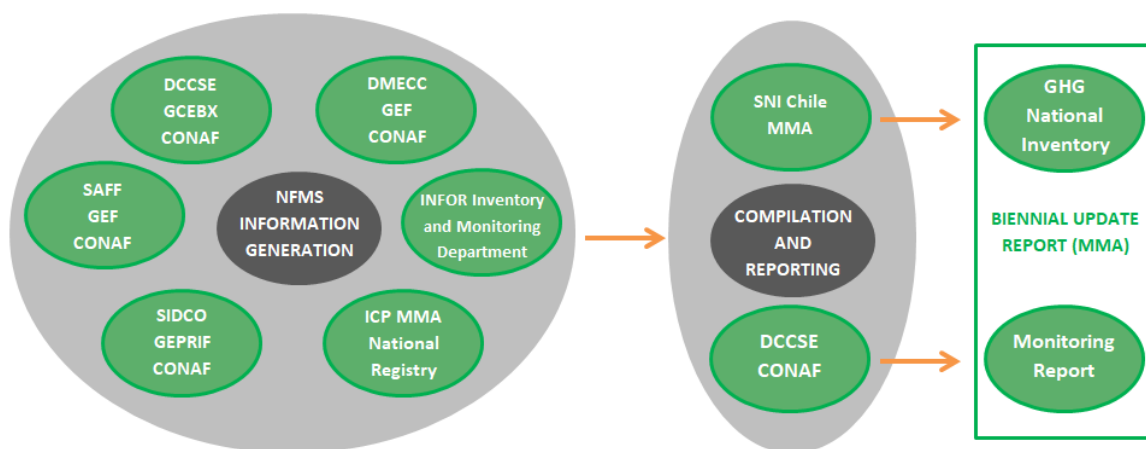 DCCSE
GCEBX
CONAF
DMECC
GEF
CONAF
SAFF
GEF
CONAF
NFMS
INFORMATION
GENERATION
INFOR Inventory
and Monitoring
Department
SIDCO
GEPRIF
CONAF
ICP MMA
National
Registry
SNI Chile
MMA
COMPILATION
AND
REPORTING
DCCSE
CONAF
GHG
National
Inventory
BIENNIAL UPDATE
REPORT (MMA)
Monitoring
Report